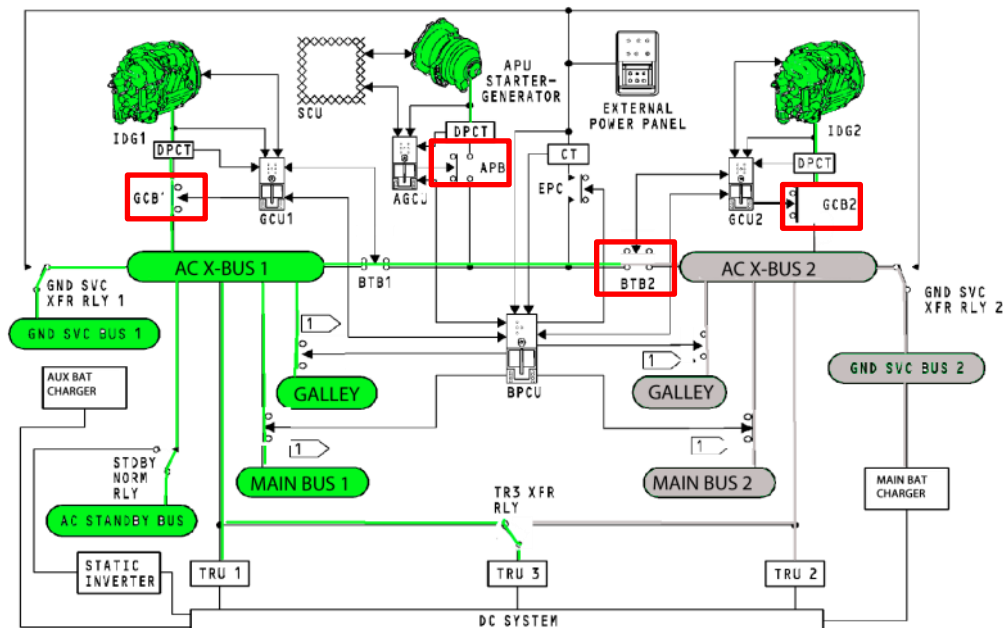 IDG1
SCU
APU
STARTER-
GENERATOR
EXTERNAL
POWER PANEL
IDG2
DPCT
DPCT
CT
DPCT
GCB'
GCU1
AGCU
APB
EPC
GCU2
GCB2
AC X-BUS 1
BTB1
BTB2
AC X-BUS 2
GND SVC
XFR RLY 1
GND SVC
XFR RLY 2
GND SVC BUS 1
1
1
GND SVC BUS 2
AUX BAT
CHARGER
GALLEY
BPCU
GALLEY
1
1
STDBY
NORM
RLY
MAIN BUS 1
MAIN BUS 2
MAIN BAT
CHARGER
AC STANDBY BUS
TR3 XFR
RLY
STATIC
INVERTER
TRU 1
TRU 3
TRU 2
DC SYSTEM